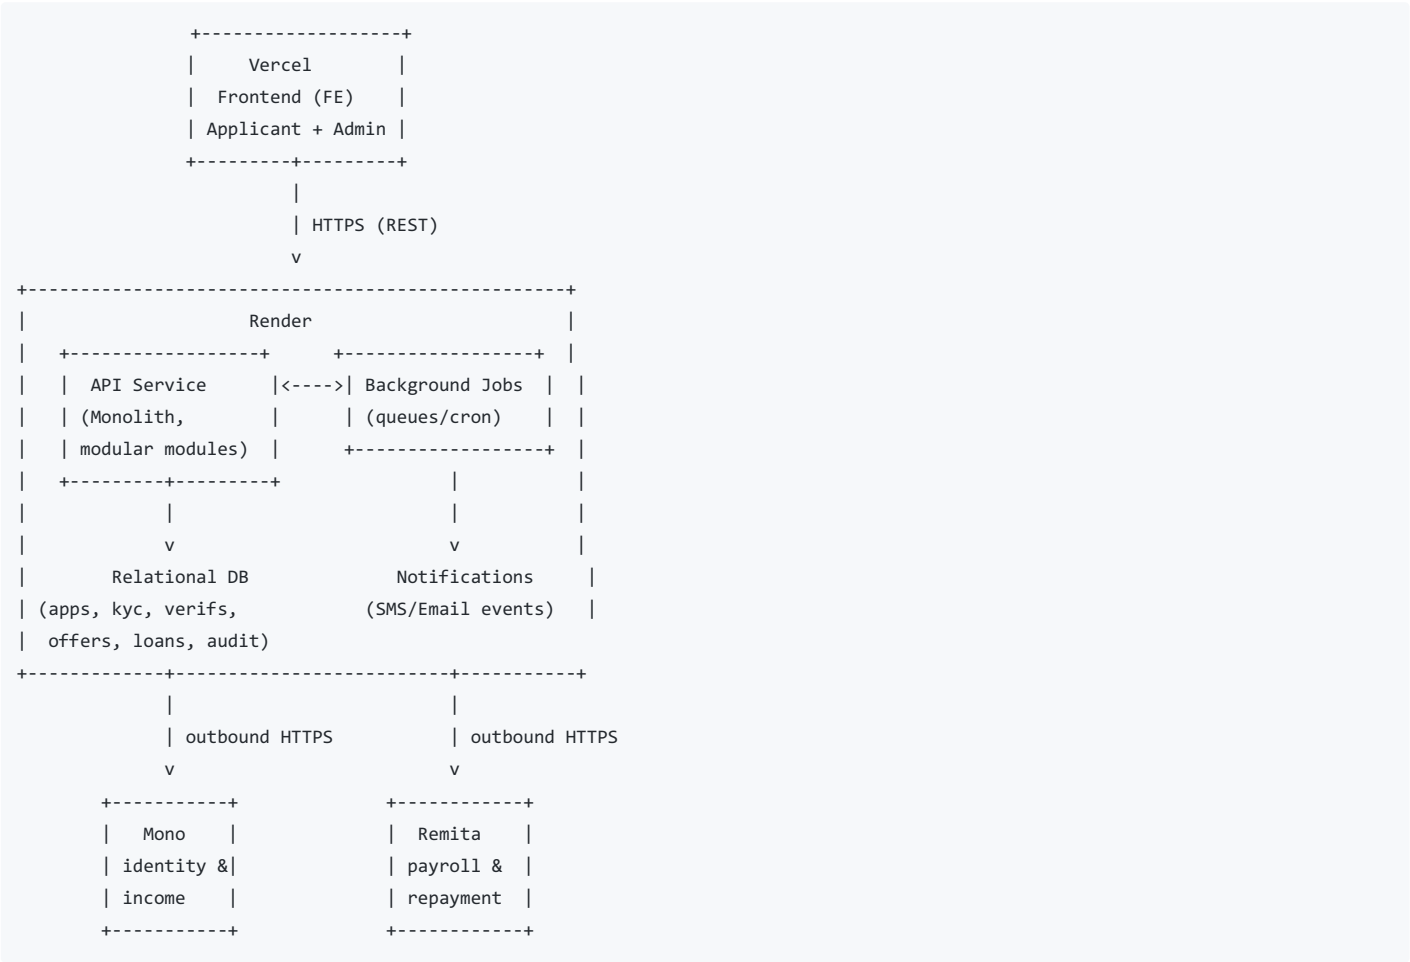 +-------------------+
|     Vercel        |
|  Frontend (FE)    |
| Applicant + Admin |
+---------+---------+
|
| HTTPS (REST)
v
+---------------------------------------------------+
|                     Render                        |
|   +------------------+      +------------------+  |
|   |  API Service      |<---->| Background Jobs  |  |
|   | (Monolith,        |      | (queues/cron)    |  |
|   | modular modules)  |      +------------------+  |
|   +---------+---------+                |           |
|             |                          |           |
|             v                          v           |
|        Relational DB              Notifications     |
| (apps, kyc, verifs,            (SMS/Email events)   |
|  offers, loans, audit)
+-------------+--------------------------+-----------+
|                          |
| outbound HTTPS           | outbound HTTPS
v                          v
+-----------+              +------------+
|   Mono    |              |  Remita    |
| identity &|              | payroll &  |
| income    |              | repayment  |
+-----------+              +------------+